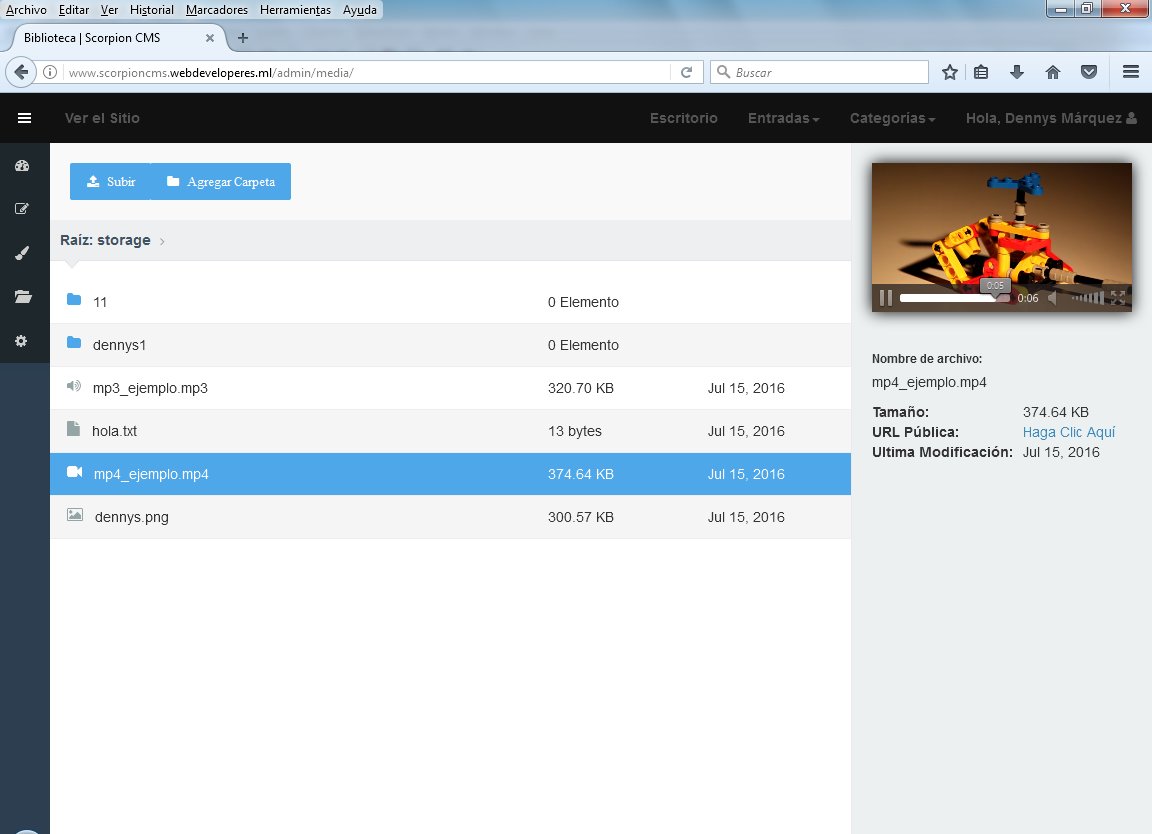 Archivo Editar Ver Historial Marcadores Herramientas Ayuda
Biblioteca | Scorpion CMS
www.scorpioncms.webdeveloperes.ml/admin/media/
Buscar
Ver el Sitio Escritorio Entradas Categorías Hola, Dennys Márquez
Subir Agregar Carpeta
Raíz: storage
11 0 Elemento
dennys1 0 Elemento
mp3_ejemplo.mp3 320.70 KB Jul 15, 2016
hola.txt 13 bytes Jul 15, 2016
mp4_ejemplo.mp4 374.64 KB Jul 15, 2016
dennys.png 300.57 KB Jul 15, 2016
0:05
0:06
Nombre de archivo:
mp4_ejemplo.mp4
Tamaño: 374.64 KB
URL Pública: Haga Clic Aquí
Ultima Modificación: Jul 15, 2016